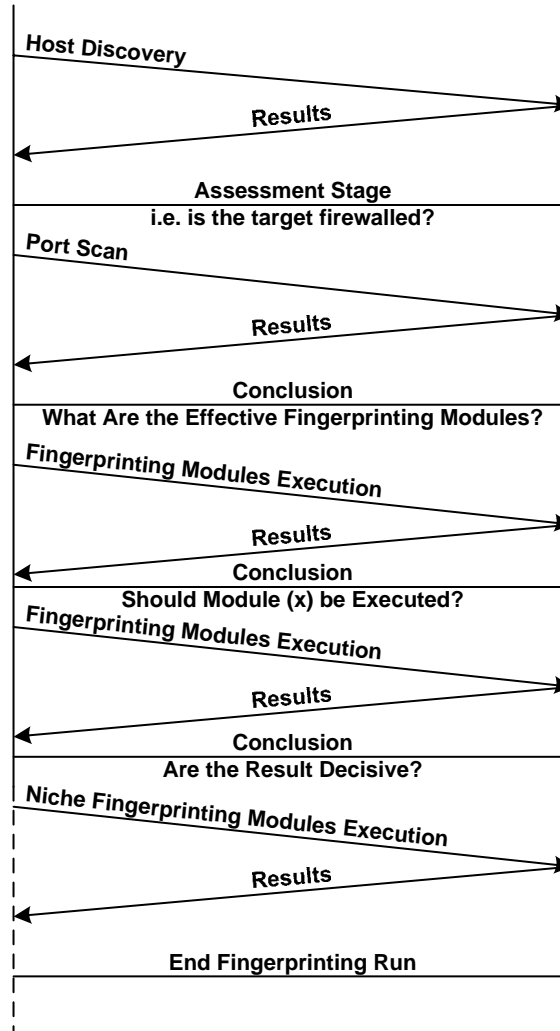 Host Discovery
Results
Assessment Stage
i.e. is the target firewalled?
Port Scan
Results
Conclusion
What Are the Effective Fingerprinting Modules?
Fingerprinting Modules Execution
Results
Conclusion
Should Module (x) be Executed?
Fingerprinting Modules Execution
Results
Conclusion
Are the Result Decisive?
Niche Fingerprinting Modules Execution
Results
End Fingerprinting Run